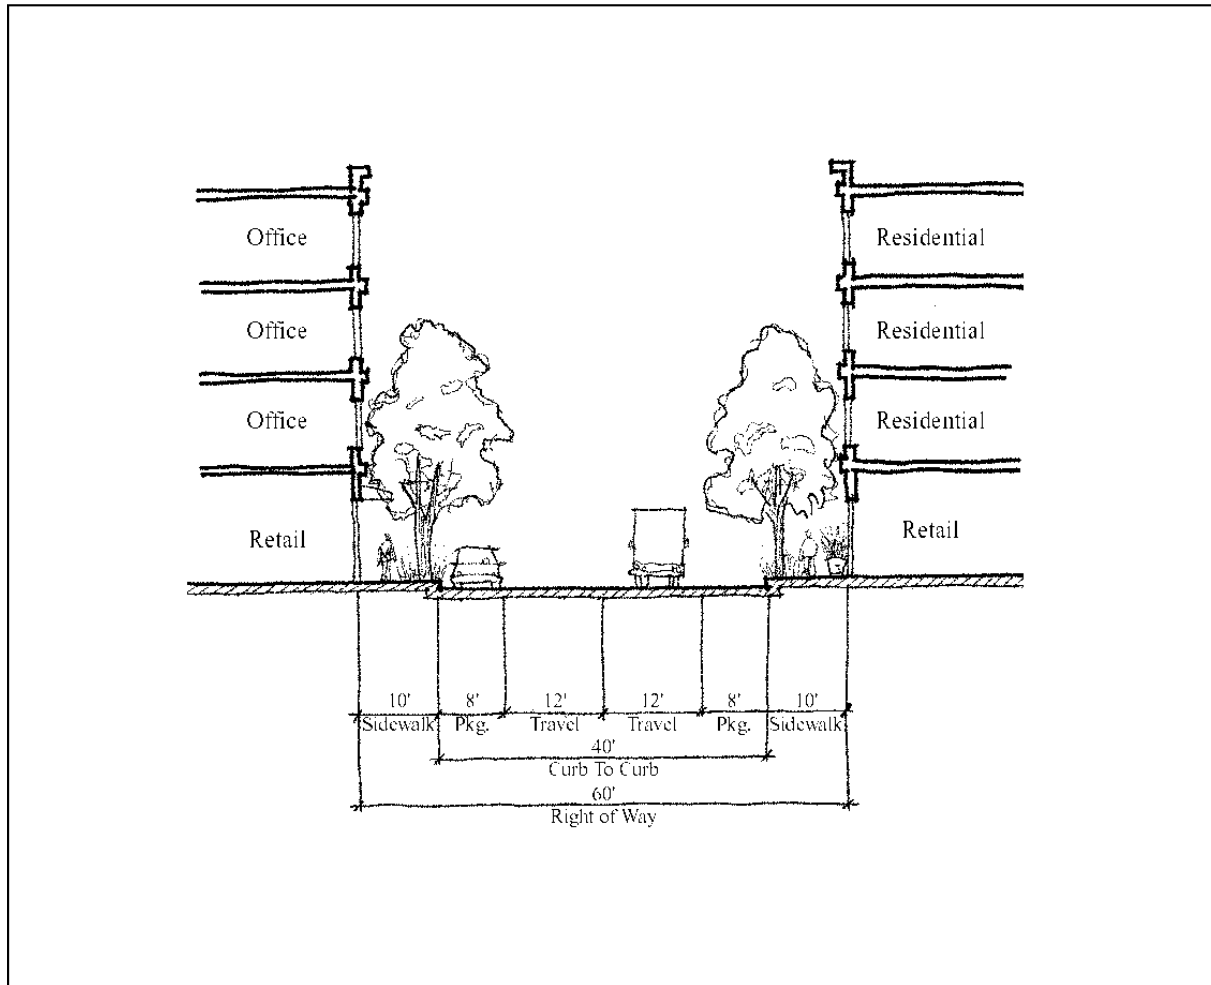 Office
Residential
Office
Residential
Office
Residential
Retail
Retail
10' 8' 12' 12' 8' 10'
Sidewalk Pkg. Travel Travel Pkg. Sidewalk
40'
Curb To Curb
60'
Right of Way